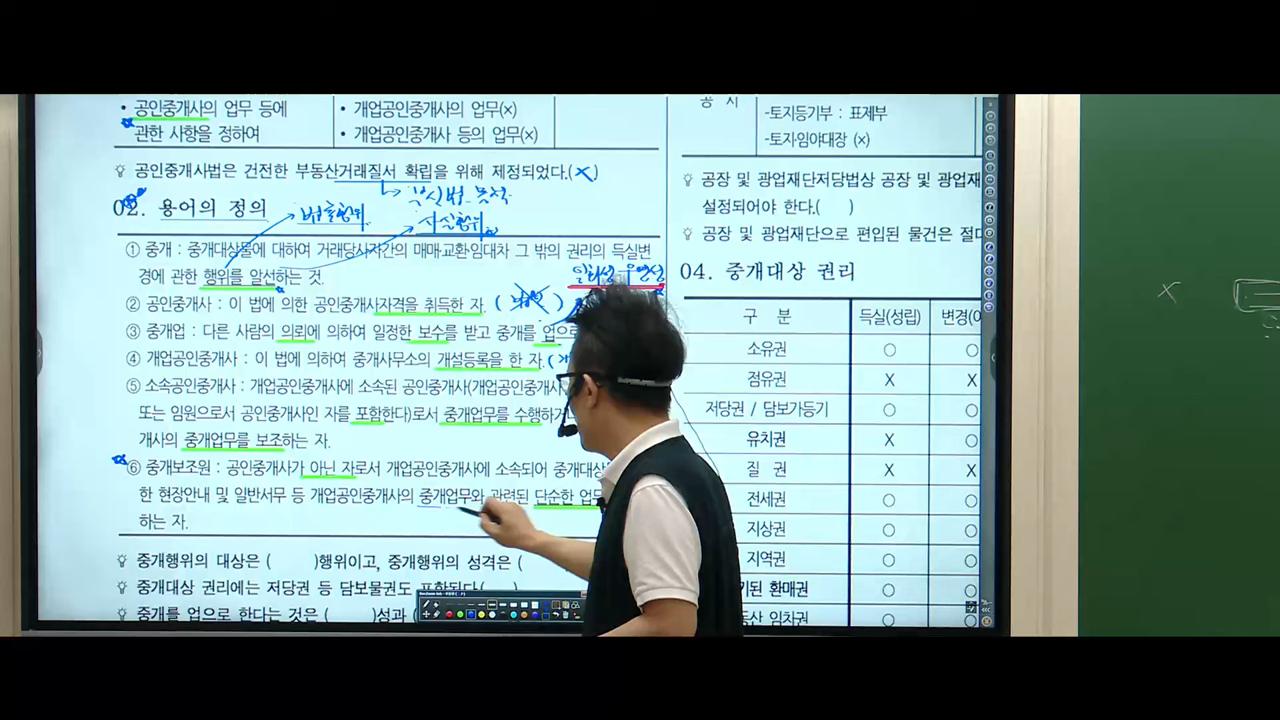 • 공인중개사의 업무 등에
관한 사항을 정하여
• 개업공인중개사의 업무(x)
• 개업공인중개사 등의 업무(x)
공 시
-토지등기부 : 표제부
-토지·임야대장 (x)
공인중개사법은 건전한 부동산거래질서 확립을 위해 제정되었다.(X)
02. 용어의 정의
법률행위
사실행위
① 중개 : 중개대상물에 대하여 거래당사자간의 매매·교환·임대차 그 밖의 권리의 득실변
경에 관한 행위를 알선하는 것.
② 공인중개사 : 이 법에 의한 공인중개사자격을 취득한 자. ( )
③ 중개업 : 다른 사람의 의뢰에 의하여 일정한 보수를 받고 중개를 업으
④ 개업공인중개사 : 이 법에 의하여 중개사무소의 개설등록을 한 자. (
⑤ 소속공인중개사 : 개업공인중개사에 소속된 공인중개사(개업공인중개사
또는 임원으로서 공인중개사인 자를 포함한다)로서 중개업무를 수행하
개사의 중개업무를 보조하는 자.
⑥ 중개보조원 : 공인중개사가 아닌 자로서 개업공인중개사에 소속되어 중개대상
한 현장안내 및 일반서무 등 개업공인중개사의 중개업무와 관련된 단순한 업무
하는 자.
중개행위의 대상은 ( )행위이고, 중개행위의 성격은 (
중개대상 권리에는 저당권 등 담보물권도 포함된다( )
중개를 업으로 한다는 것은 ( )성과 (
공장 및 광업재단저당법상 공장 및 광업재
설정되어야 한다.( )
공장 및 광업재단으로 편입된 물건은 절대
04. 중개대상 권리
구 분 득실(성립) 변경(이
소유권 ○ ○
점유권 X X
저당권 / 담보가등기 ○ ○
유치권 X ○
질 권 X X
전세권 ○ ○
지상권 ○ ○
지역권 ○ ○
기된 환매권 ○ ○
동산 임차권 ○ ○
X